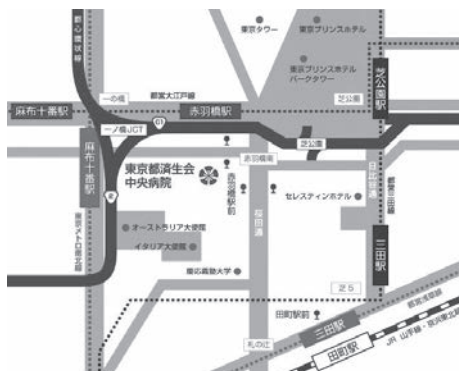 都心環状線
東京タワー
東京プリンスホテル
東京プリンスホテル
パークタワー
一の橋
都営大江戸線
芝公園
芝公園駅
麻布十番駅
赤羽橋駅
C1
一ノ橋JCT
芝公園
麻布十番駅
東京都済生会
中央病院
赤羽橋駅前
赤羽橋南
日比谷通
都営三田線
2
桜田通
セレスティンホテル
東京メトロ南北線
オーストラリア大使館
イタリア大使館
三田駅
慶応義塾大学
芝5
都営浅草線
田町駅前
三田駅
札の辻
田町駅
JR 山手線・京浜東北線